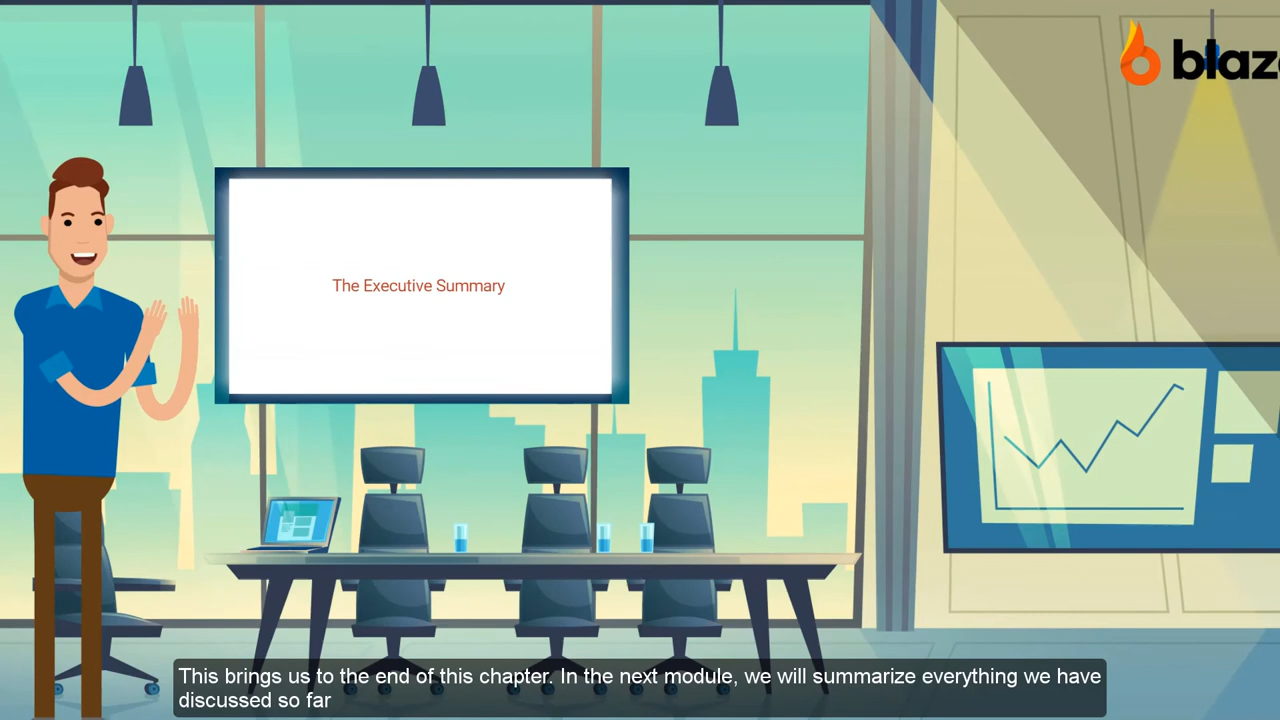 blaz
The Executive Summary
This brings us to the end of this chapter. In the next module, we will summarize everything we have
discussed so far